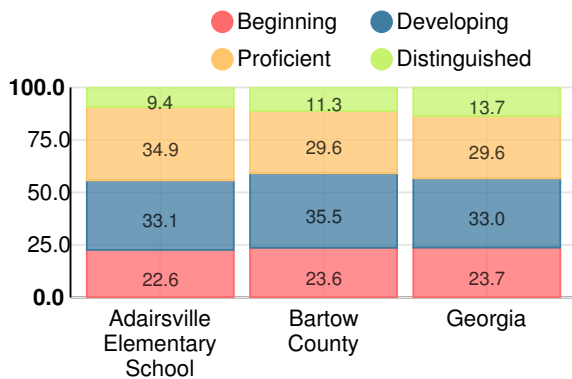 Beginning
Developing
Proficient
Distinguished
100.0
75.0
50.0
25.0
0.0
9.4
34.9
33.1
22.6
11.3
29.6
35.5
23.6
13.7
29.6
33.0
23.7
Adairsville
Elementary
School
Bartow
County
Georgia